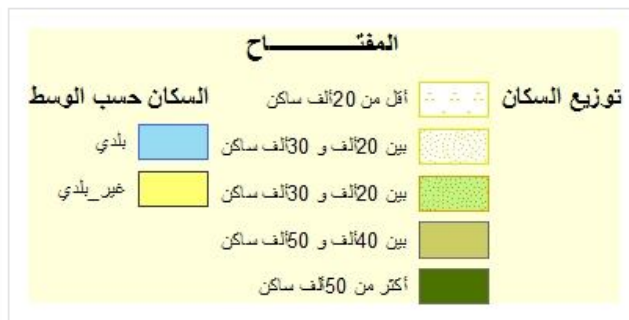 المفتـــــــــاح
توزيع السكان
أقل من 20ألف ساكن
بين 20ألف و 30ألف ساكن
بين 20ألف و 30ألف ساكن
بين 40ألف و 50ألف ساكن
أكثر من 50ألف ساكن
السكان حسب الوسط
بلدي
غير_بلدي